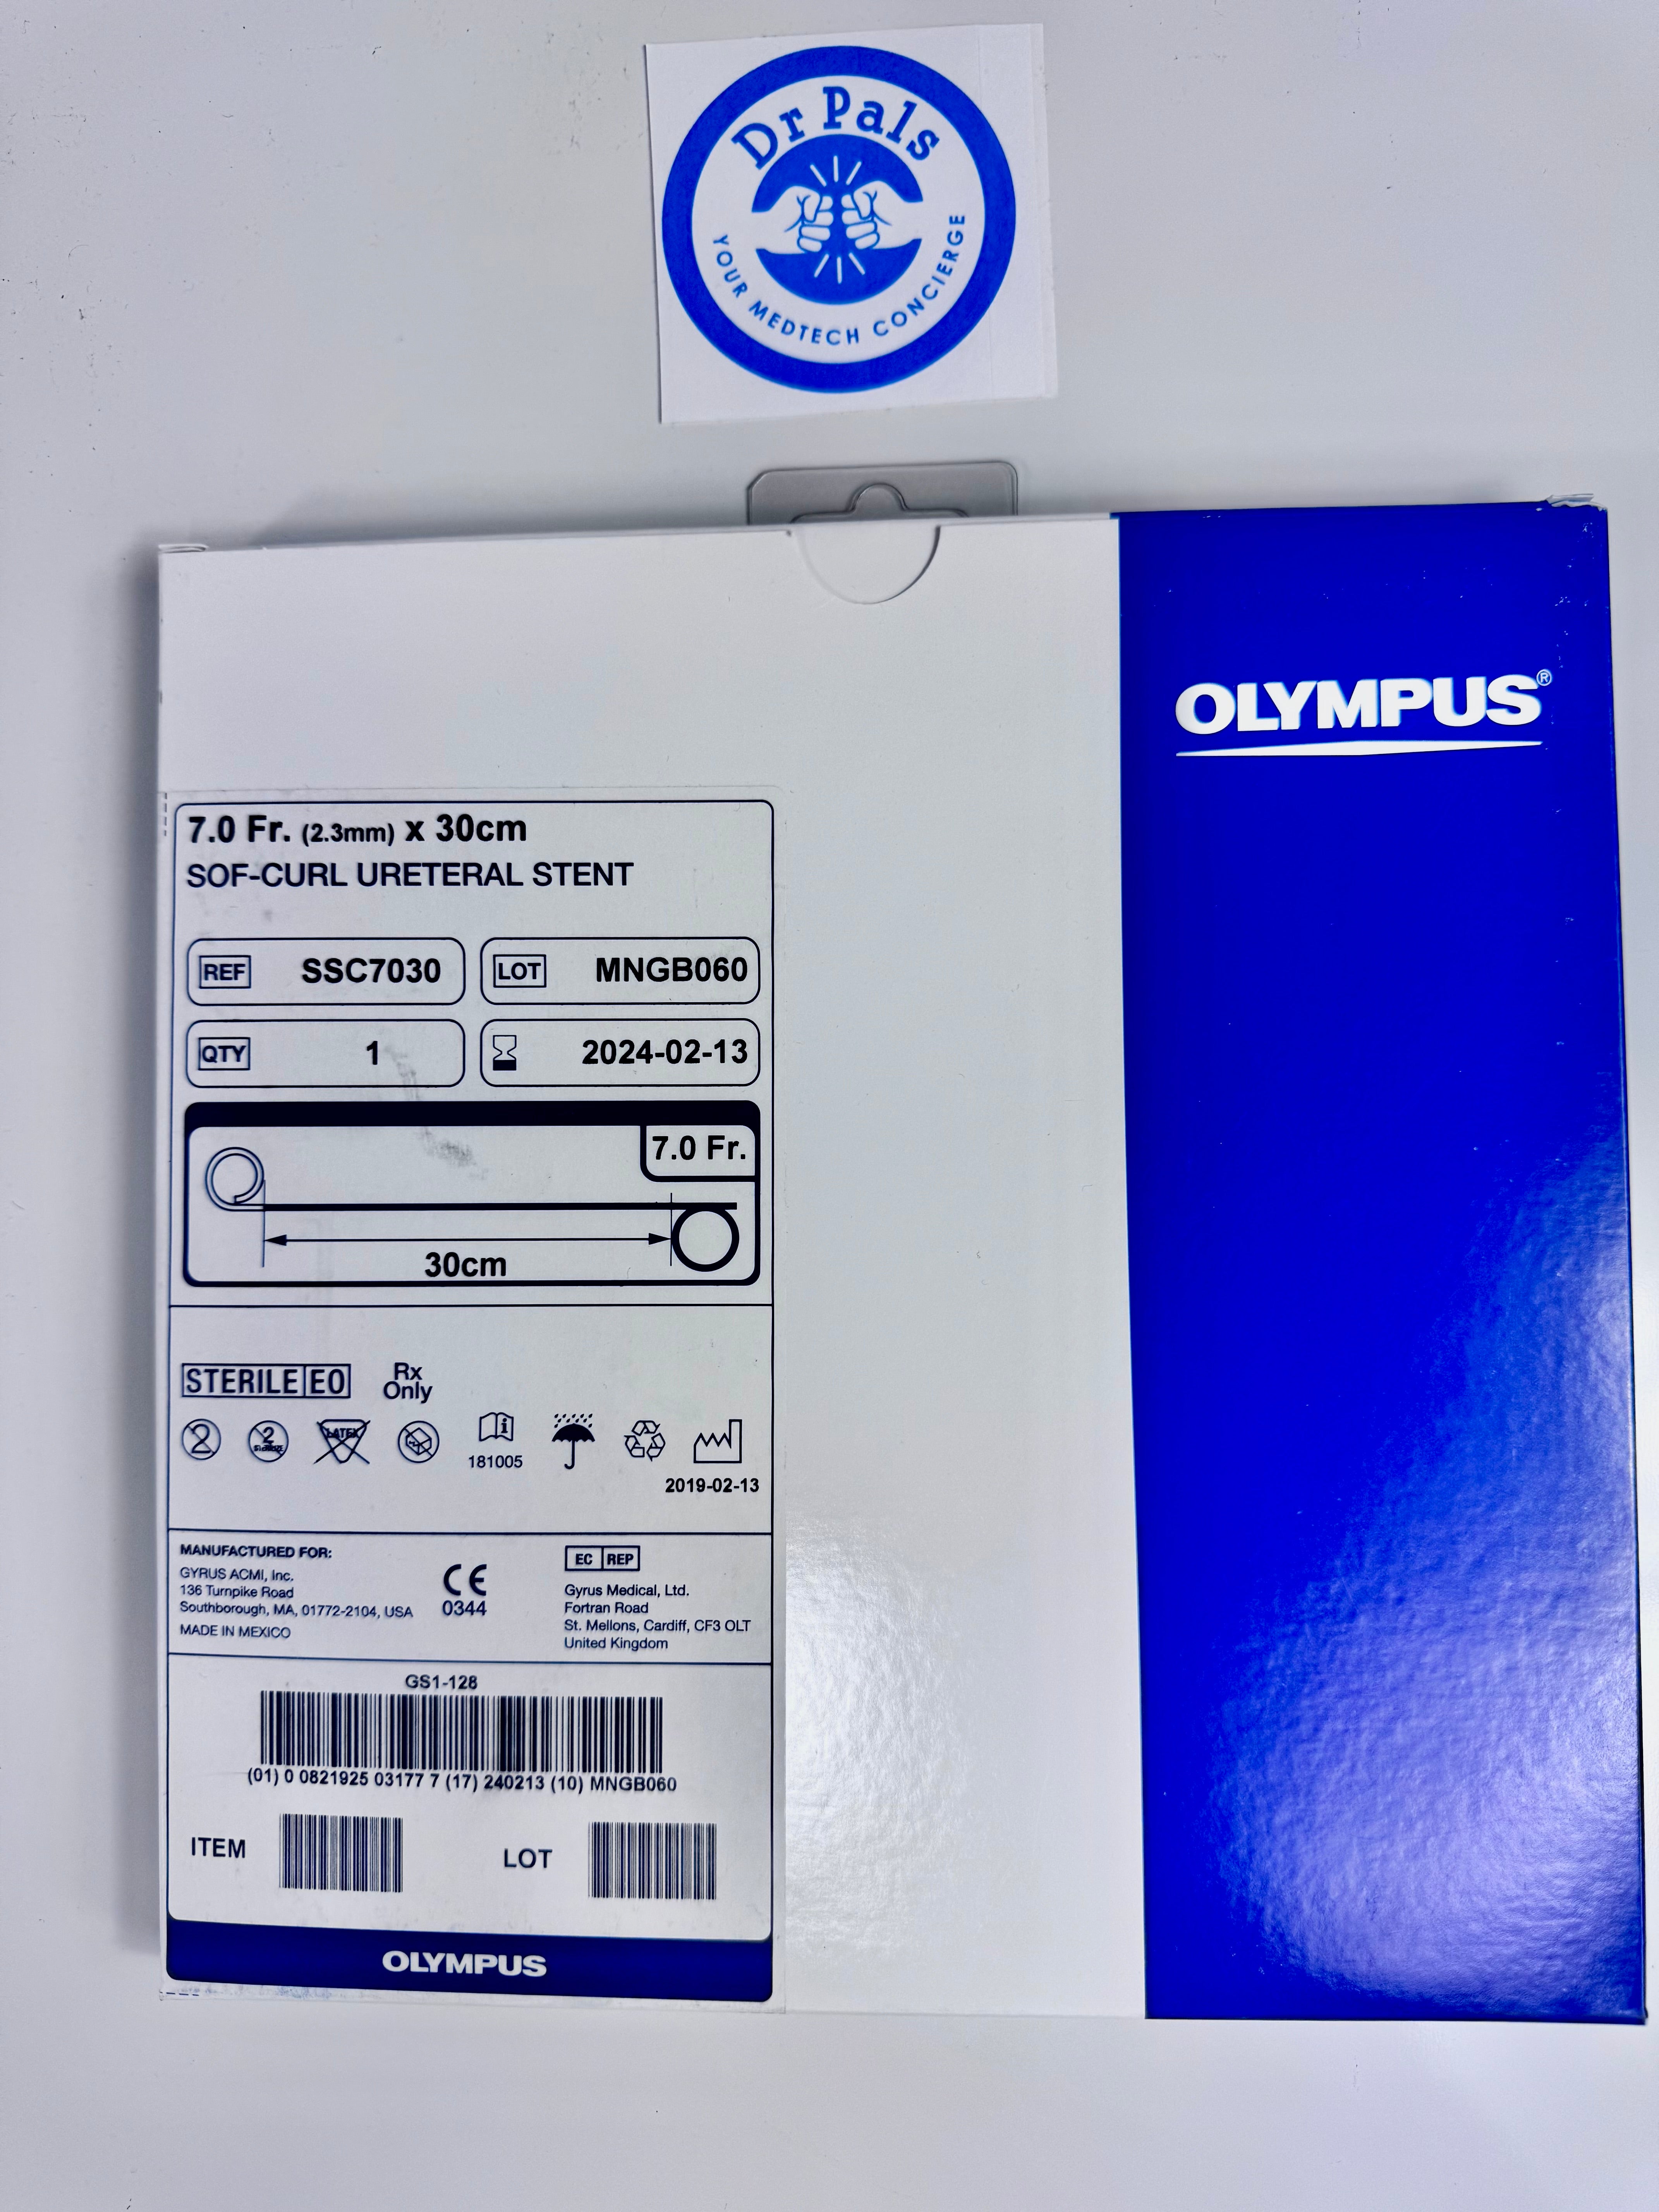 Dr Pals
YOUR MEDTECH CONCIERGE
OLYMPUS®
7.0 Fr. (2.3mm) x 30cm
SOF-CURL URETERAL STENT
REF SSC7030
LOT MNGB060
QTY 1
2024-02-13
7.0 Fr.
30cm
STERILE EO
Rx
Only
2
2
LATEX
181005
2019-02-13
MANUFACTURED FOR:
GYRUS ACMI, Inc.
136 Turnpike Road
Southborough, MA, 01772-2104, USA
MADE IN MEXICO
CE
0344
EC REP
Gyrus Medical, Ltd.
Fortran Road
St. Mellons, Cardiff, CF3 OLT
United Kingdom
GS1-128
(01) 0 0821925 03177 7 (17) 240213 (10) MNGB060
ITEM
LOT
OLYMPUS